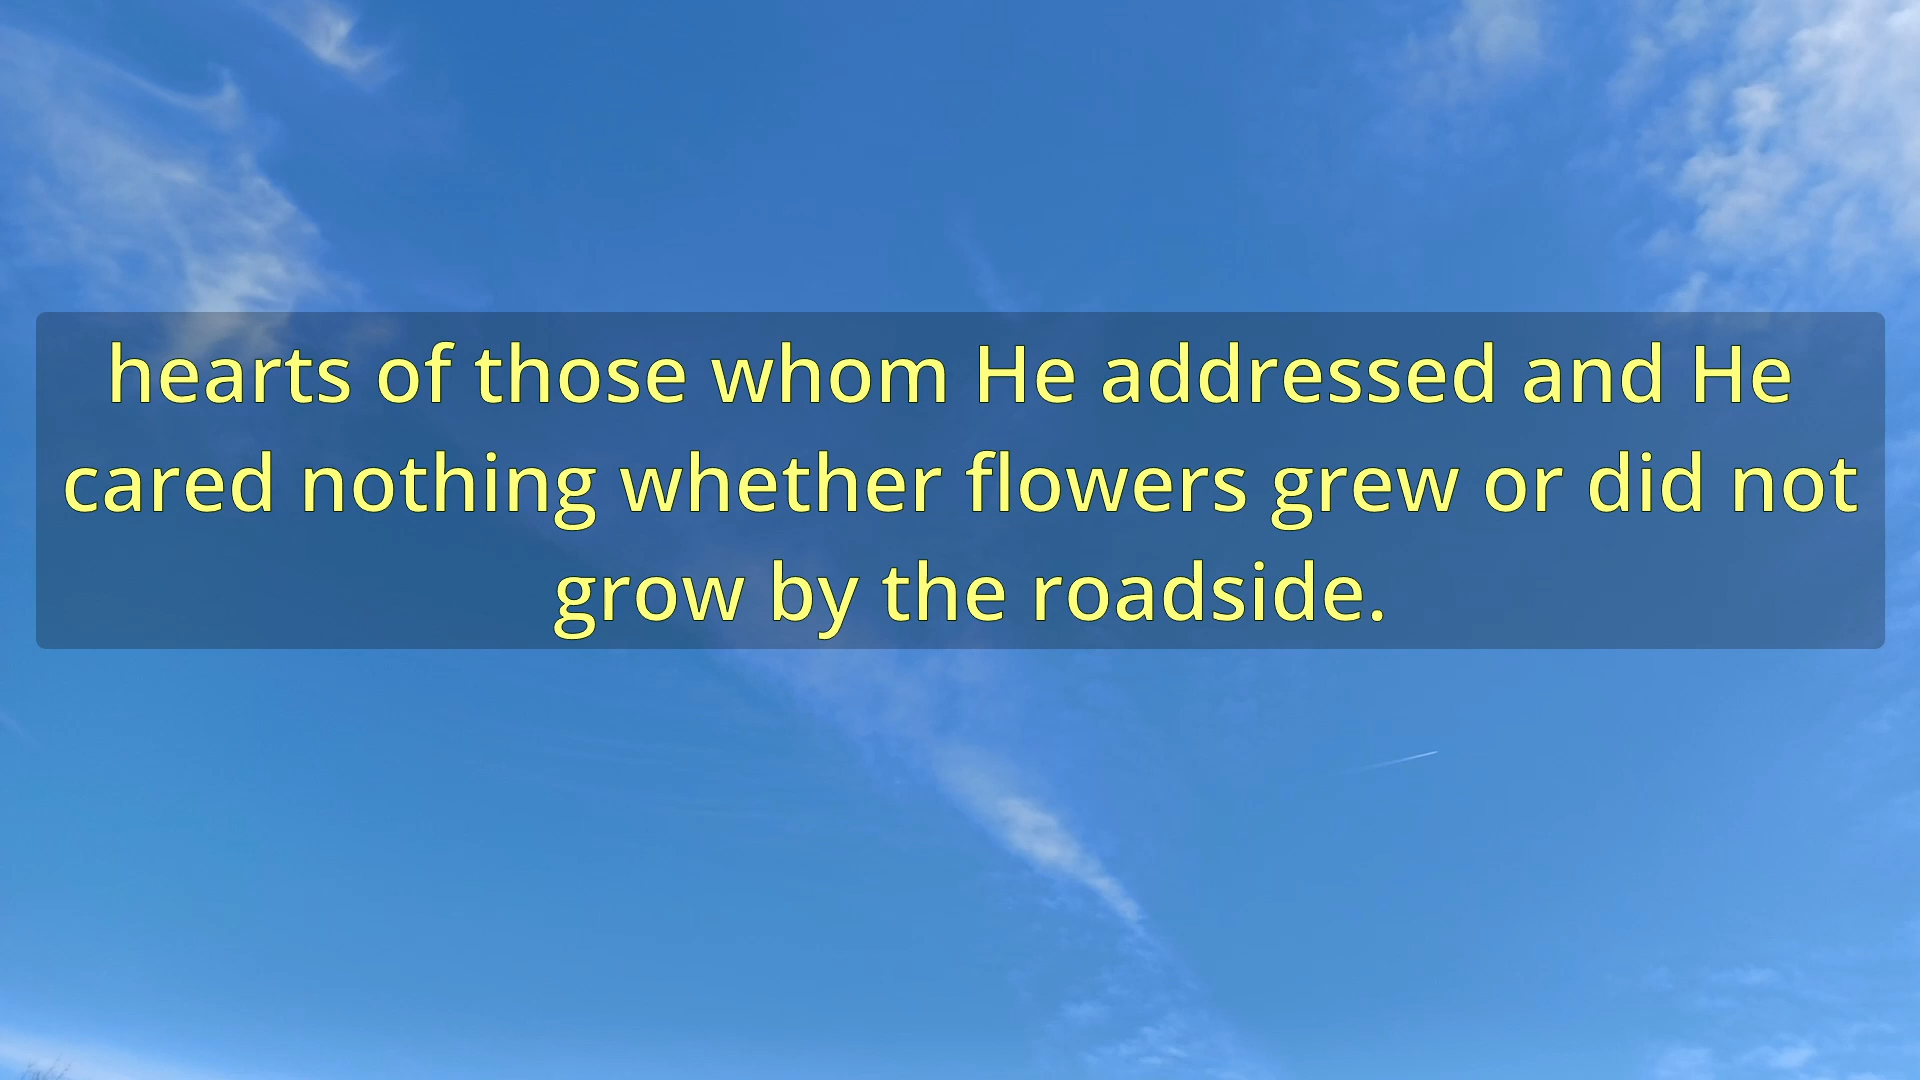 hearts of those whom He addressed and He
cared nothing whether flowers grew or did not
grow by the roadside.